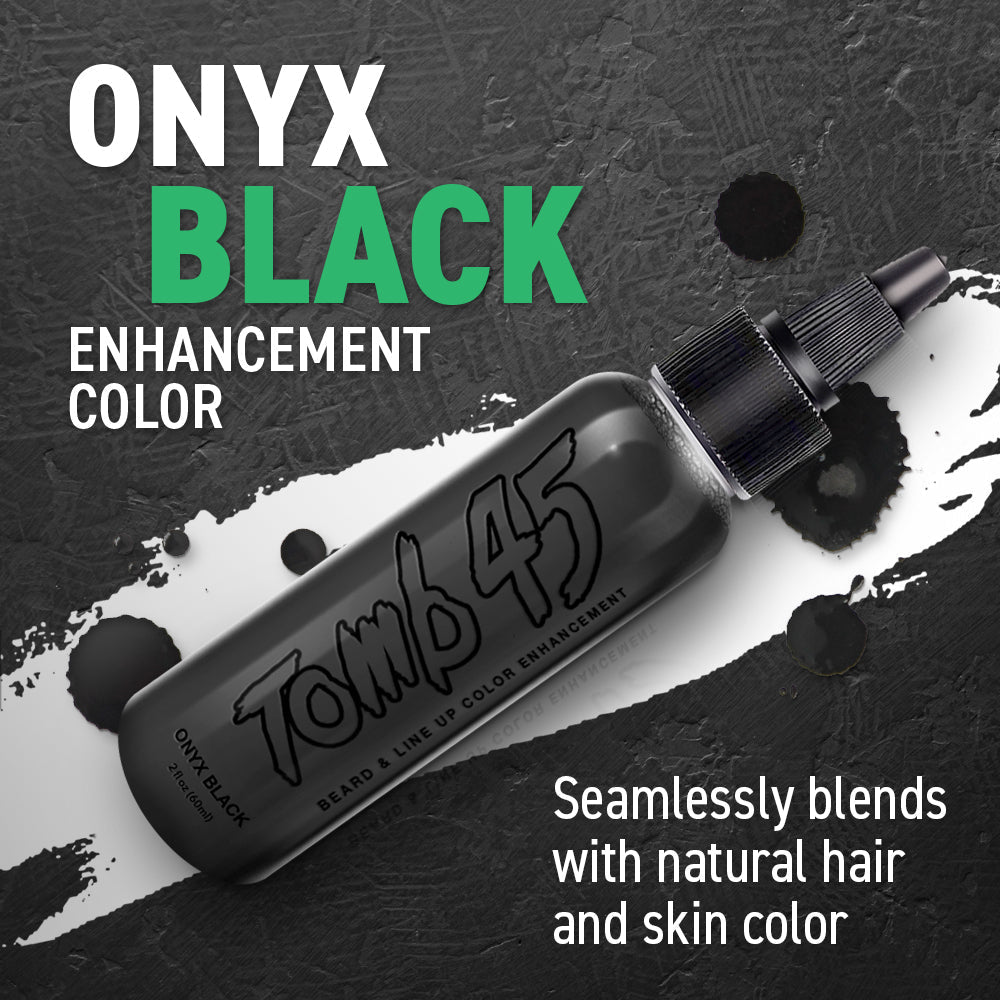 ONYX
BLACK
ENHANCEMENT
COLOR
Tomb 45
BEARD & LINE UP COLOR ENHANCEMENT
ONYX BLACK
2 fl oz (60ml)
Seamlessly blends
with natural hair
and skin color